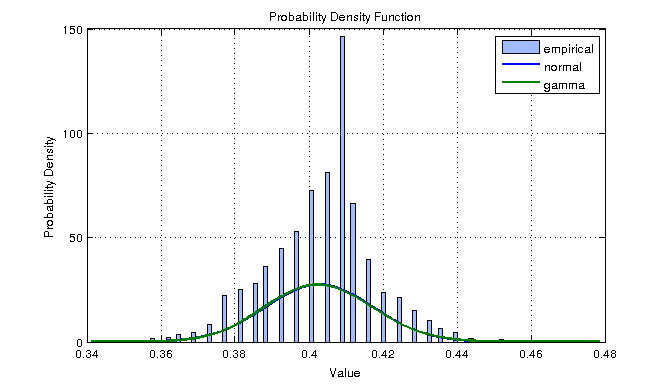 Probability Density Function
150
100
50
0
Probability Density
empirical
normal
gamma
0.34 0.36 0.38 0.4 0.42 0.44 0.46 0.48
Value